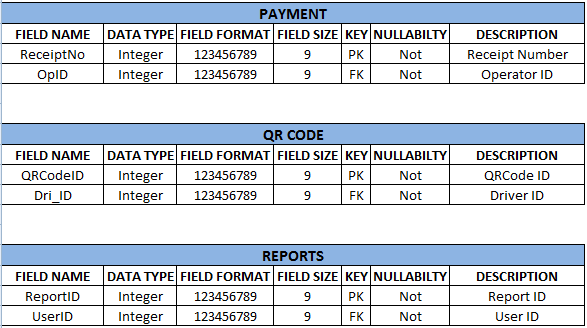 PAYMENT
FIELD NAME DATA TYPE FIELD FORMAT FIELD SIZE KEY NULLABILTY DESCRIPTION
ReceiptNo Integer 123456789 9 PK Not Receipt Number
OpID Integer 123456789 9 FK Not Operator ID
QR CODE
FIELD NAME DATA TYPE FIELD FORMAT FIELD SIZE KEY NULLABILTY DESCRIPTION
QRCodeID Integer 123456789 9 PK Not QRCode ID
Dri_ID Integer 123456789 9 FK Not Driver ID
REPORTS
FIELD NAME DATA TYPE FIELD FORMAT FIELD SIZE KEY NULLABILTY DESCRIPTION
ReportID Integer 123456789 9 PK Not Report ID
UserID Integer 123456789 9 FK Not User ID